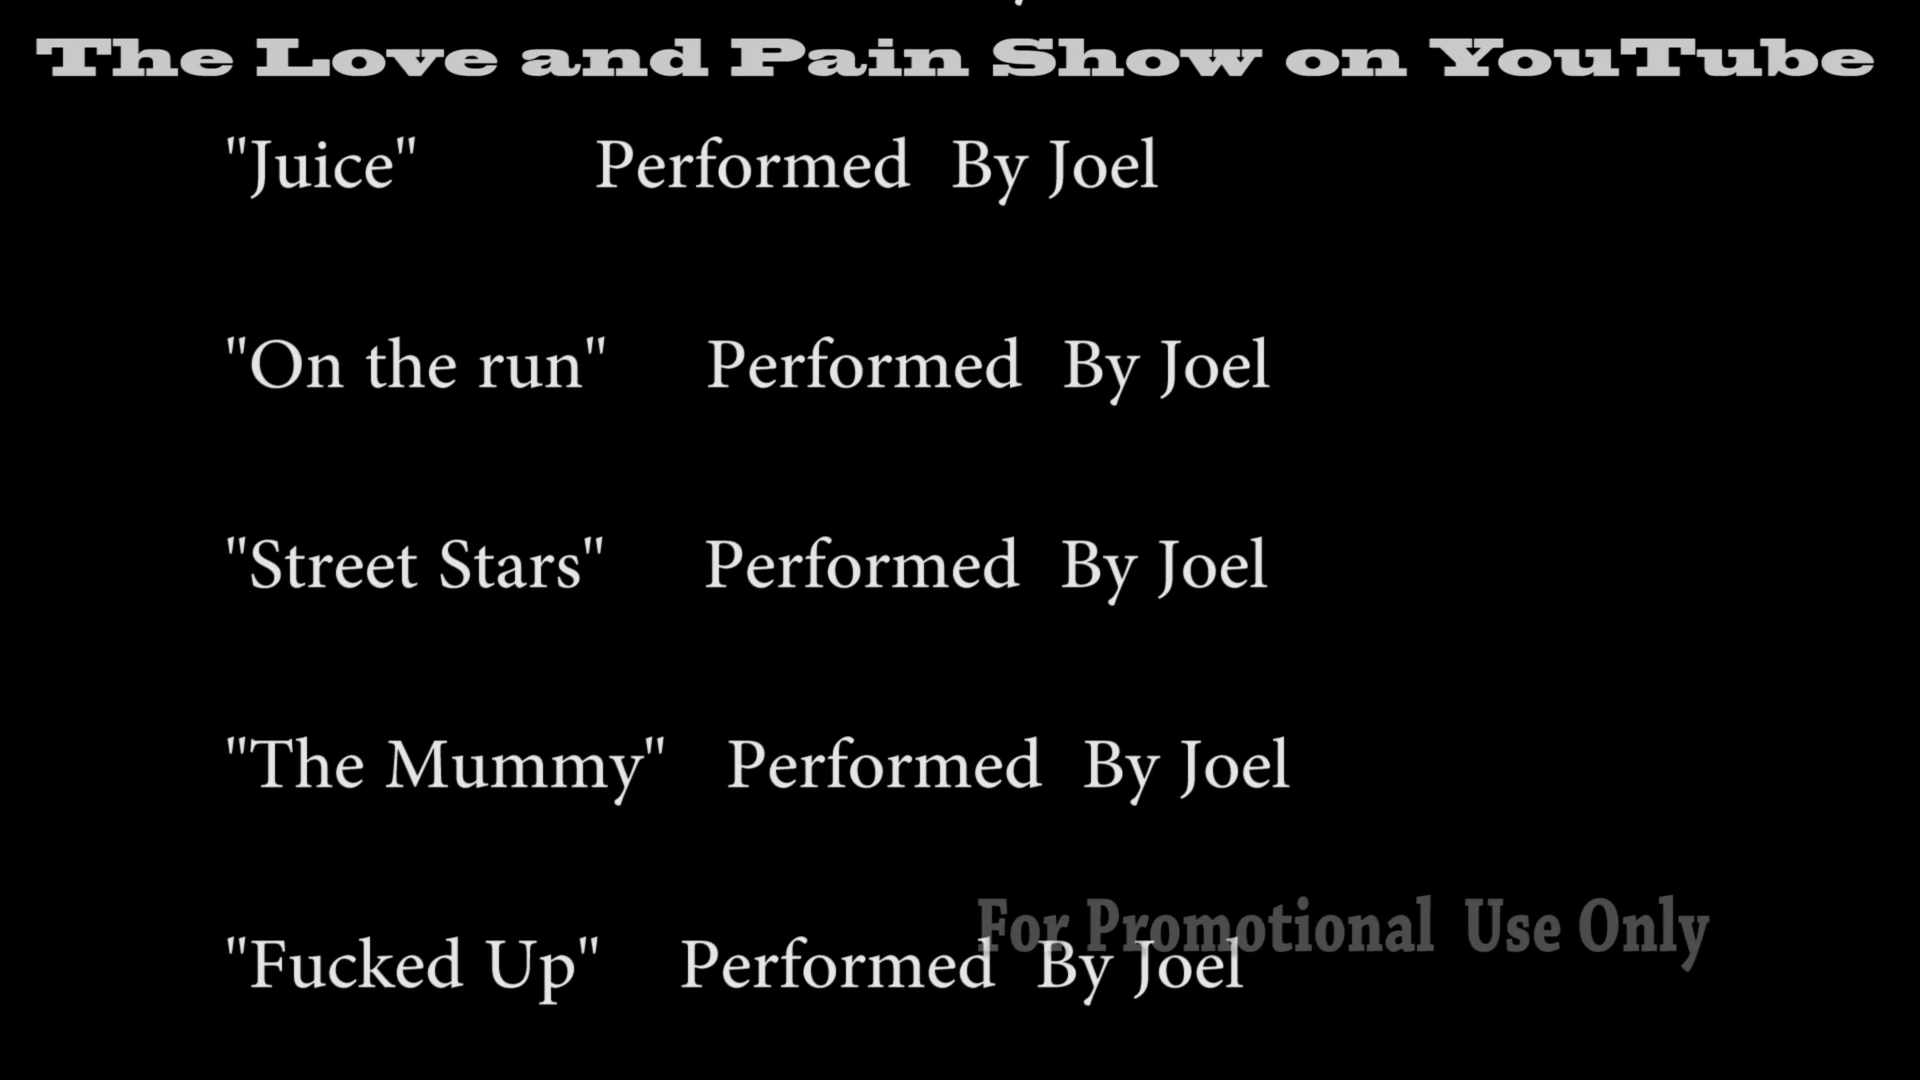 The Love and Pain Show on YouTube
"Juice" Performed By Joel
"On the run" Performed By Joel
"Street Stars" Performed By Joel
"The Mummy" Performed By Joel
For Promotional Use Only
"Fucked Up" Performed By Joel